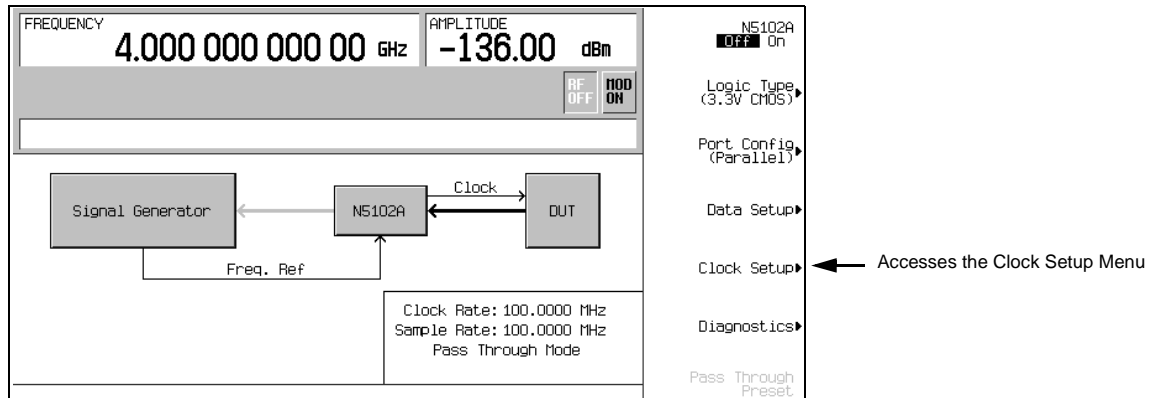 FREQUENCY
4.000 000 000 00 GHz
AMPLITUDE
-136.00 dBm
RF
OFF
MOD
ON
Signal Generator
N5102A
Clock
DUT
Freq. Ref
Clock Rate: 100.0000 MHz
Sample Rate: 100.0000 MHz
Pass Through Mode
N5102A
Off On
Logic Type
(3.3V CMOS)
Port Config
(Parallel)
Data Setup
Clock Setup
Accesses the Clock Setup Menu
Diagnostics
Pass Through
Preset